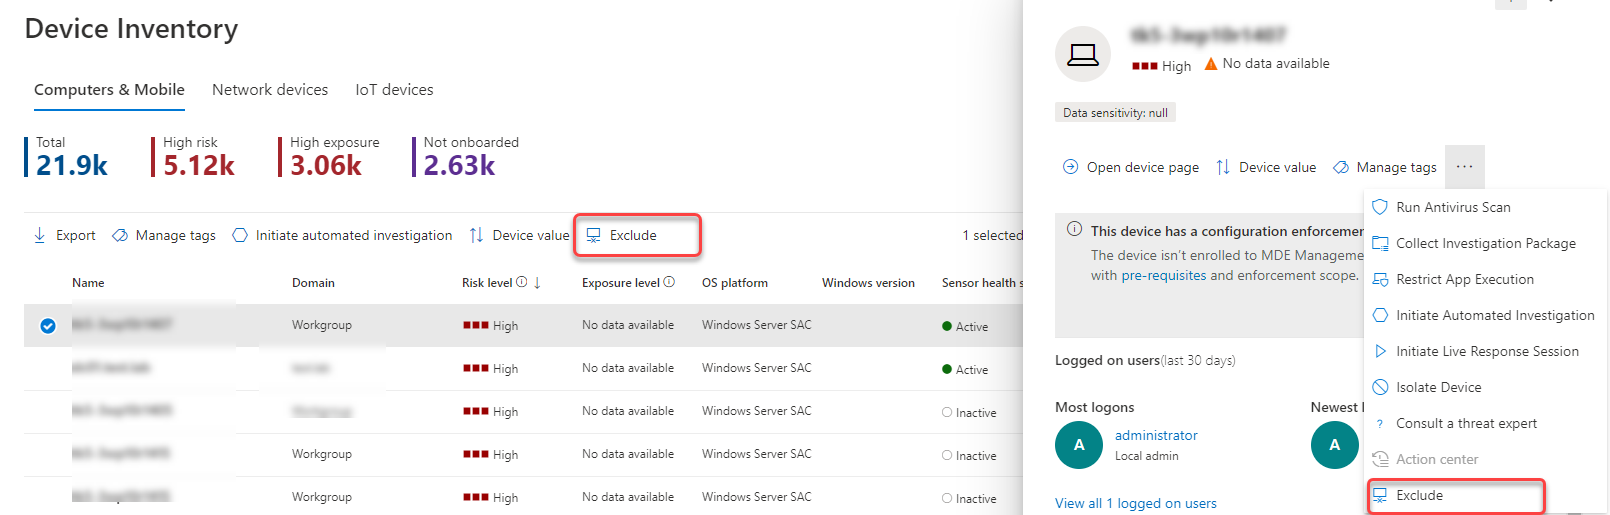 Device Inventory
Computers & Mobile Network devices IoT devices
Total High risk High exposure Not onboarded
21.9k 5.12k 3.06k 2.63k
Export Manage tags Initiate automated investigation Device value Exclude 1 selected
Name Domain Risk level Exposure level OS platform Windows version Sensor health s
Workgroup High No data available Windows Server SAC Active
High No data available Windows Server SAC Active
High No data available Windows Server SAC Inactive
Workgroup High No data available Windows Server SAC Inactive
Workgroup High No data available Windows Server SAC Inactive
High No data available
Data sensitivity: null
Open device page Device value Manage tags ...
This device has a configuration enforcemen
The device isn't enrolled to MDE Manageme
with pre-requisites and enforcement scope.
Logged on users(last 30 days)
Most logons Newest l
A administrator A
Local admin
View all 1 logged on users
Run Antivirus Scan
Collect Investigation Package
Restrict App Execution
Initiate Automated Investigation
Initiate Live Response Session
Isolate Device
Consult a threat expert
Action center
Exclude